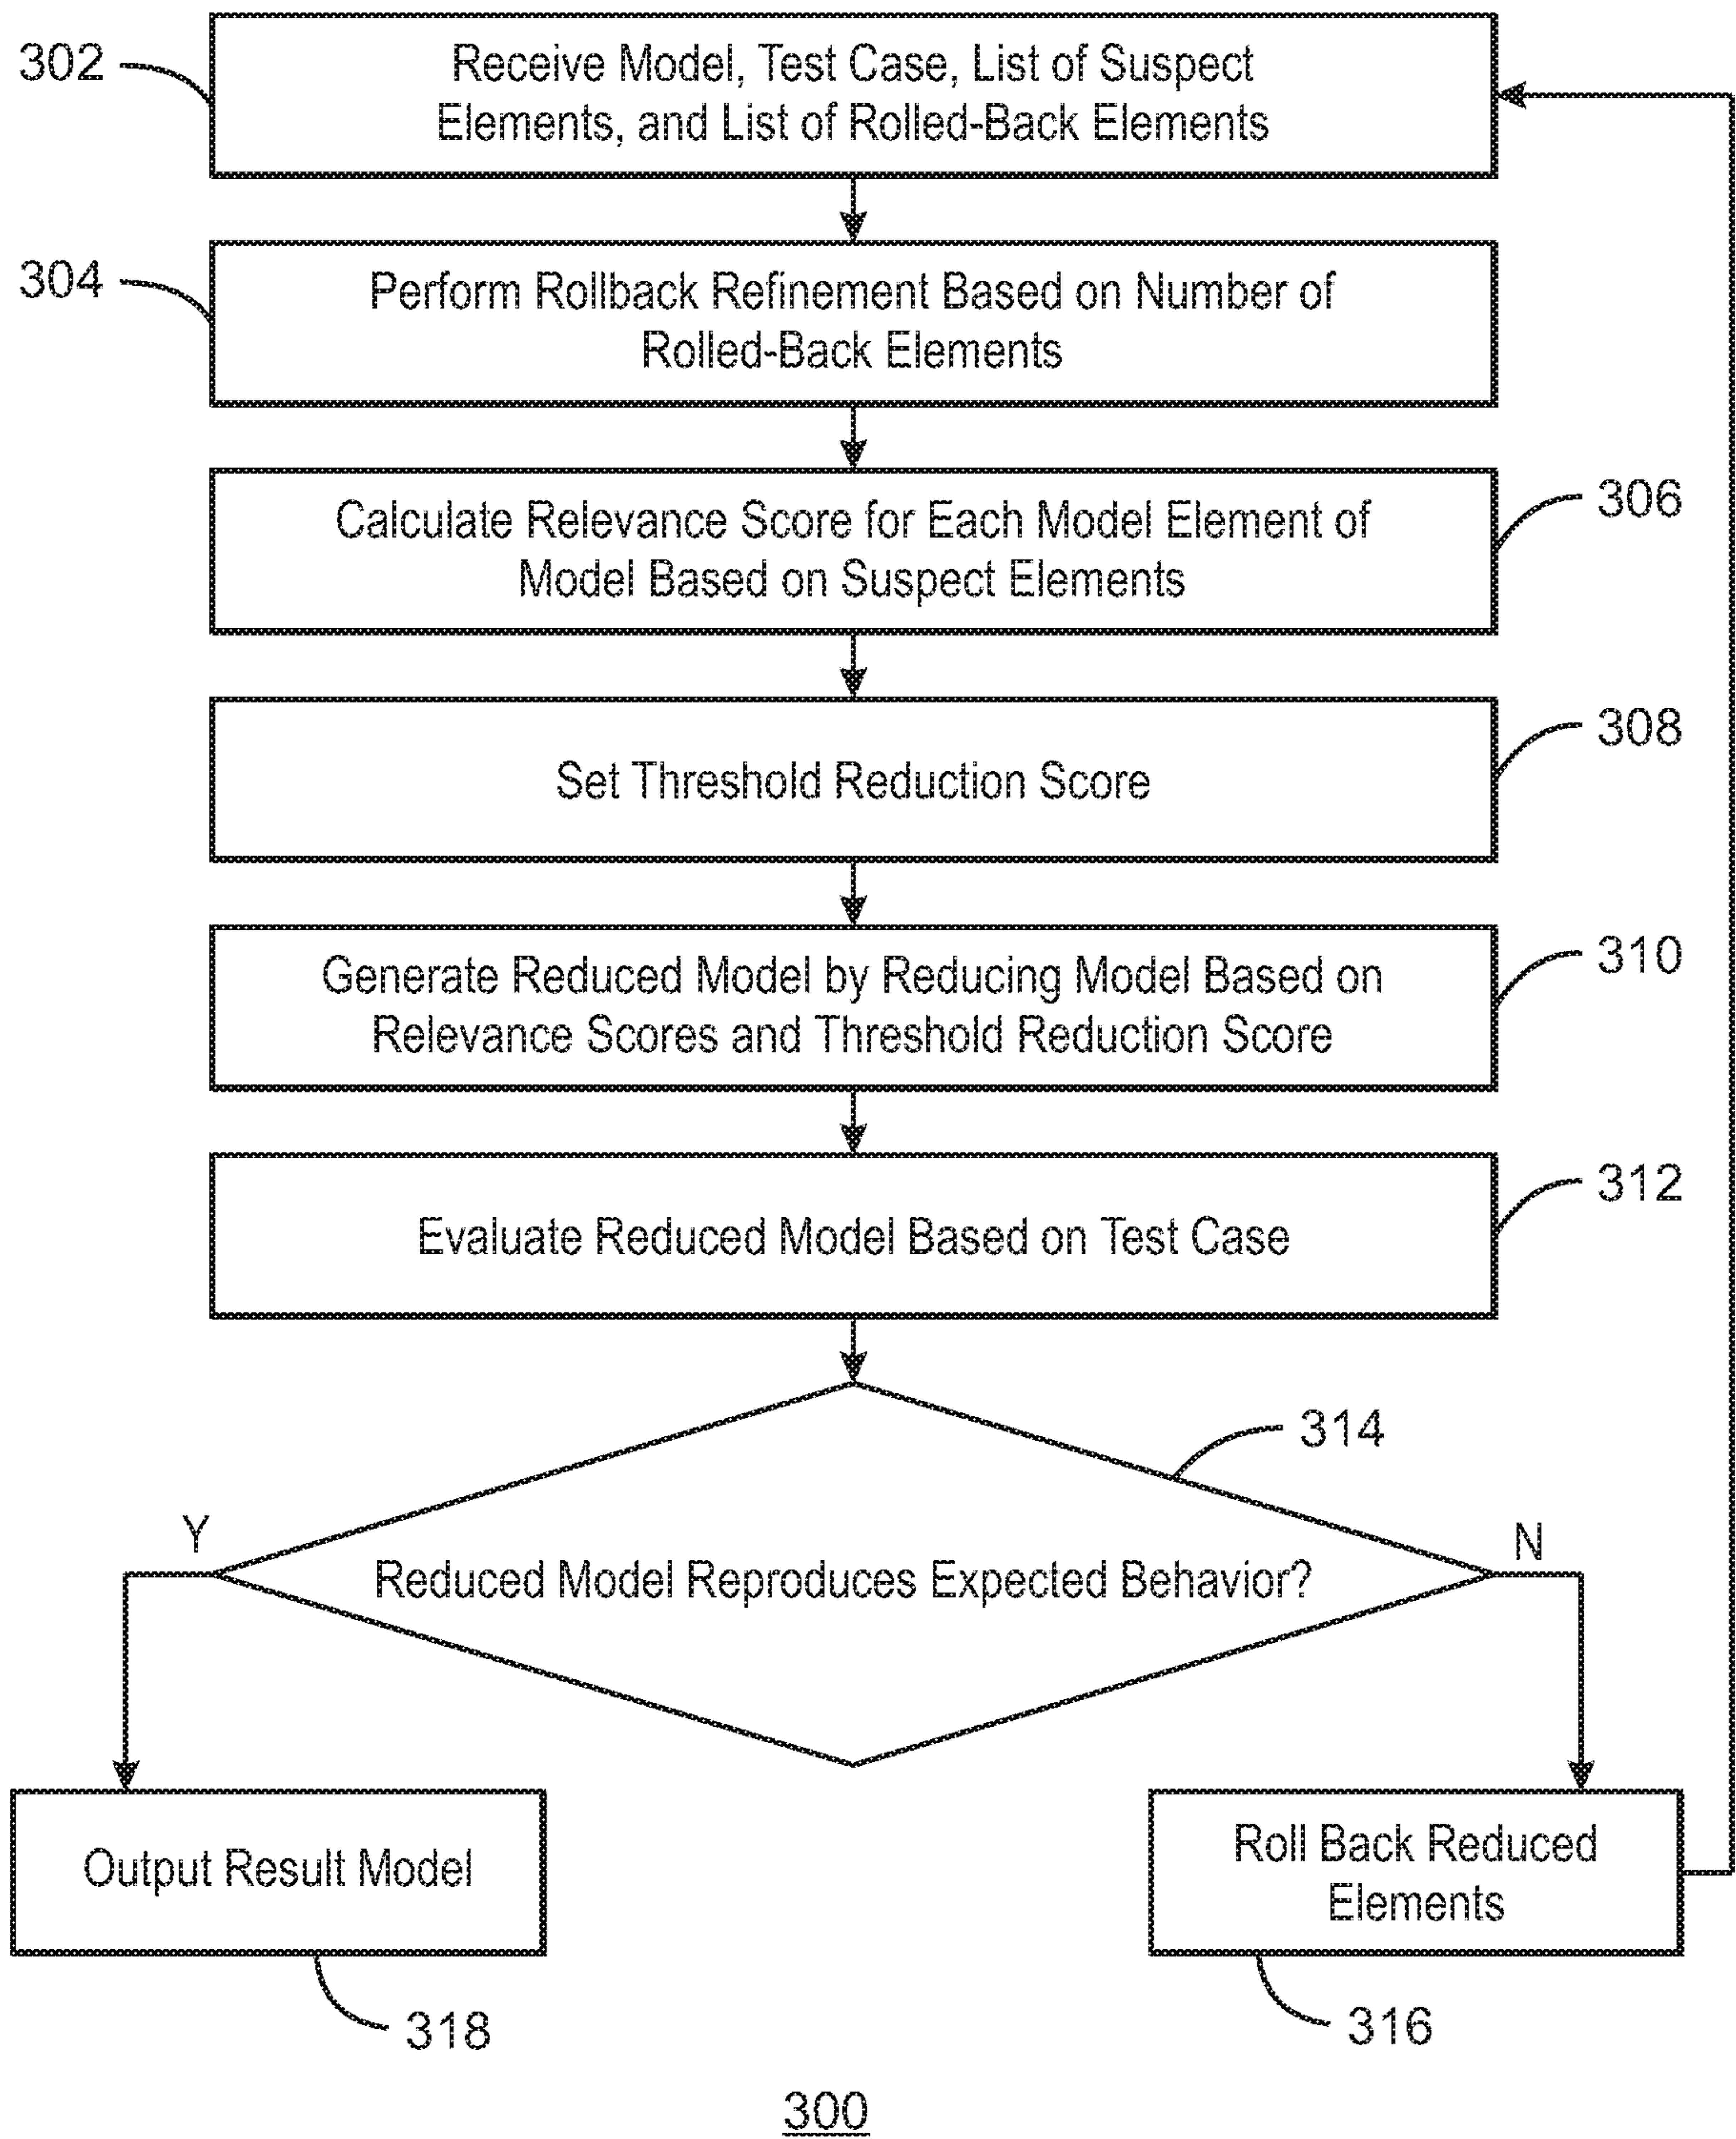 302
Receive Model, Test Case, List of Suspect
Elements, and List of Rolled-Back Elements
304
Perform Rollback Refinement Based on Number of
Rolled-Back Elements
306
Calculate Relevance Score for Each Model Element of
Model Based on Suspect Elements
308
Set Threshold Reduction Score
310
Generate Reduced Model by Reducing Model Based on
Relevance Scores and Threshold Reduction Score
312
Evaluate Reduced Model Based on Test Case
314
Y
N
Reduced Model Reproduces Expected Behavior?
Output Result Model
Roll Back Reduced
Elements
318
316
300